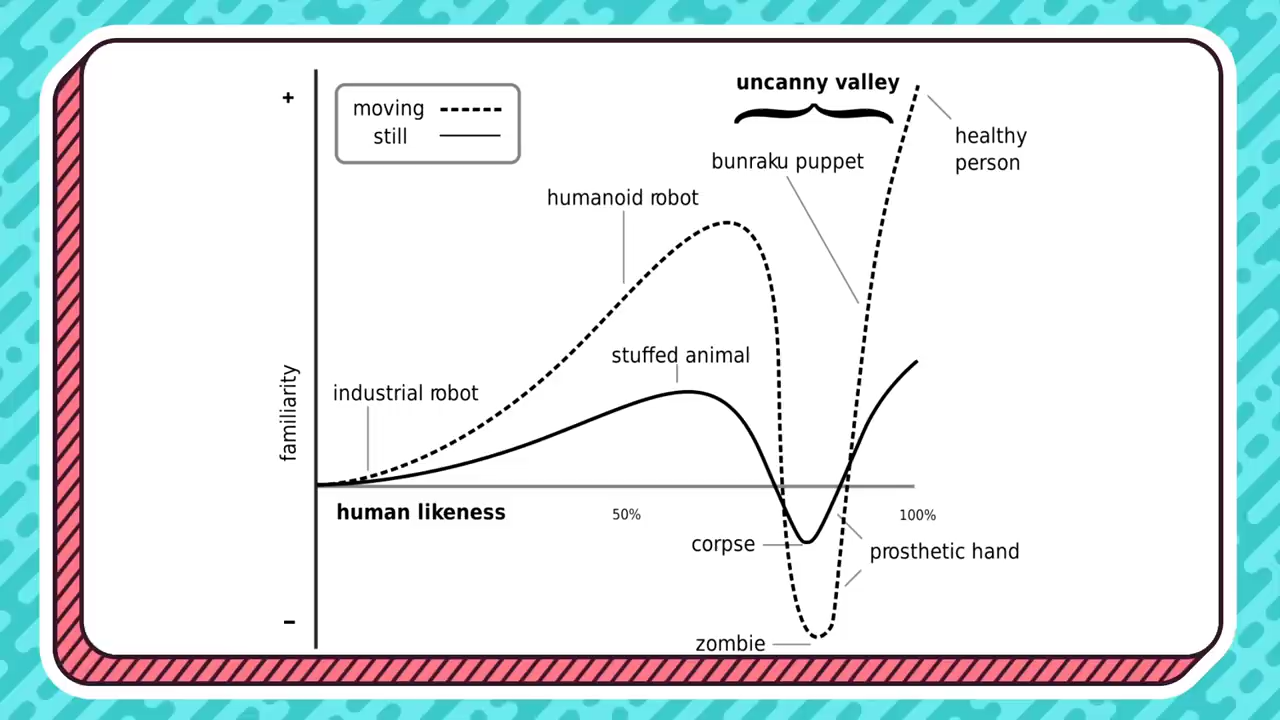 +
uncanny valley
moving
still
healthy
person
bunraku puppet
humanoid robot
stuffed animal
industrial robot
familiarity
human likeness
50%
100%
corpse
prosthetic hand
–
zombie